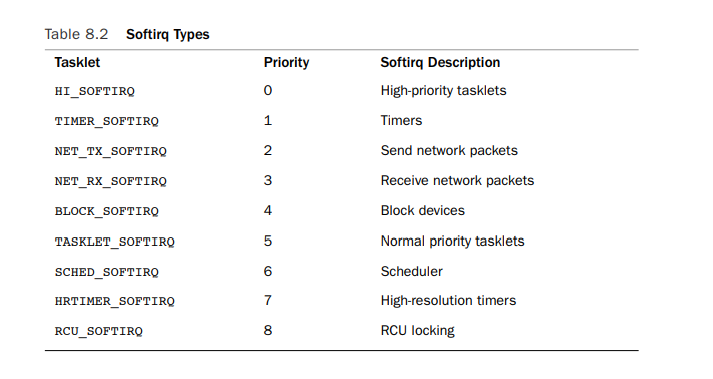 Table 8.2 Softirq Types
Tasklet Priority Softirq Description
HI_SOFTIRQ 0 High-priority tasklets
TIMER_SOFTIRQ 1 Timers
NET_TX_SOFTIRQ 2 Send network packets
NET_RX_SOFTIRQ 3 Receive network packets
BLOCK_SOFTIRQ 4 Block devices
TASKLET_SOFTIRQ 5 Normal priority tasklets
SCHED_SOFTIRQ 6 Scheduler
HRTIMER_SOFTIRQ 7 High-resolution timers
RCU_SOFTIRQ 8 RCU locking